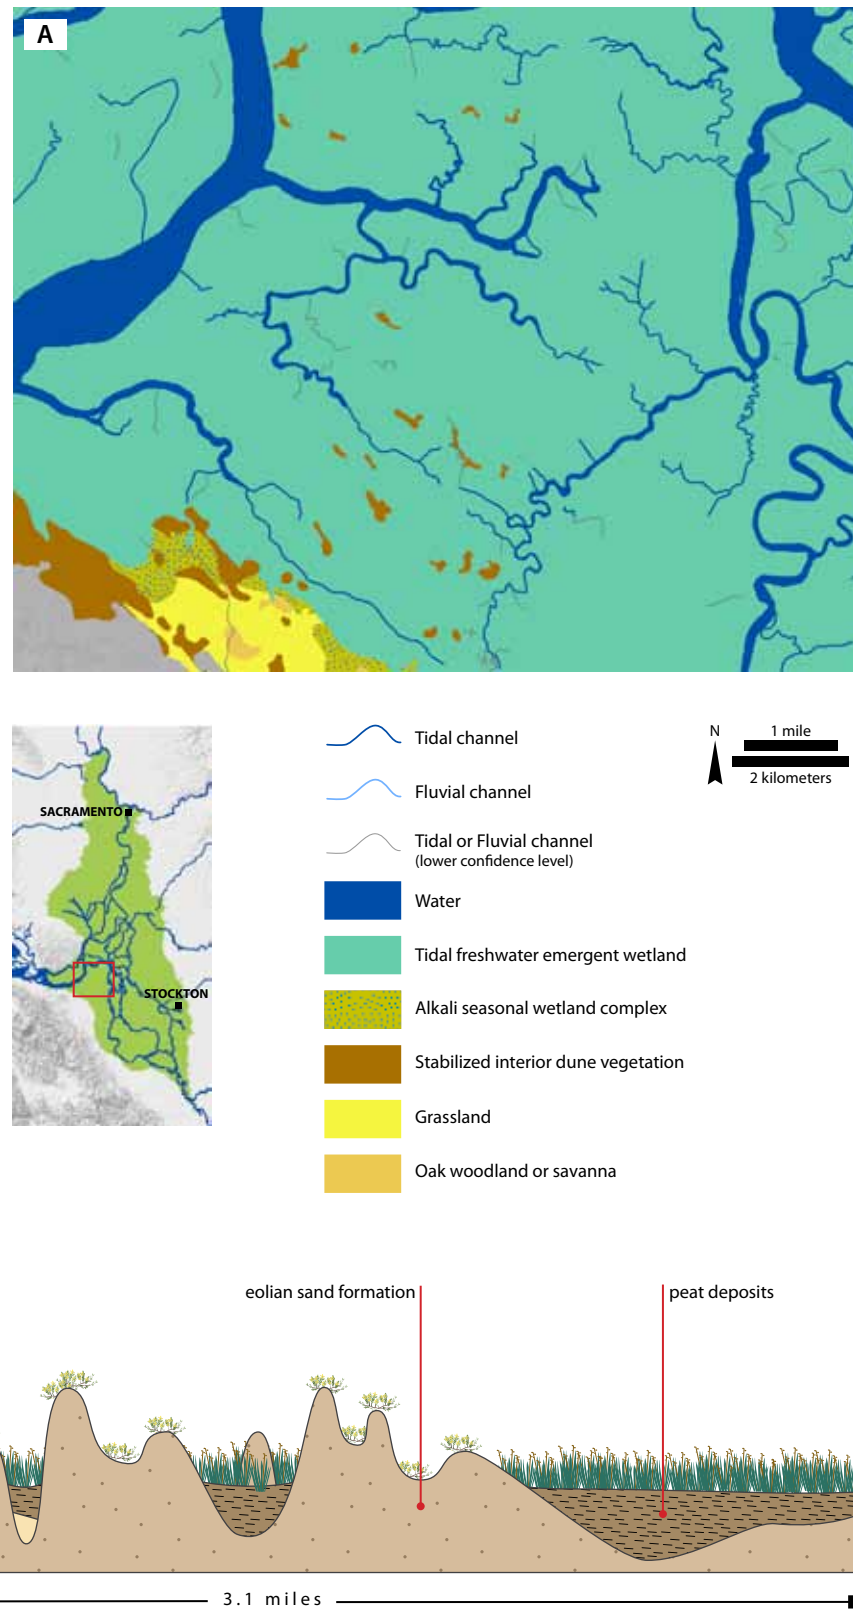 A
SACRAMENTO
STOCKTON
Tidal channel
Fluvial channel
Tidal or Fluvial channel
(lower confidence level)
Water
Tidal freshwater emergent wetland
Alkali seasonal wetland complex
Stabilized interior dune vegetation
Grassland
Oak woodland or savanna
N
1 mile
2 kilometers
eolian sand formation
peat deposits
3.1 miles